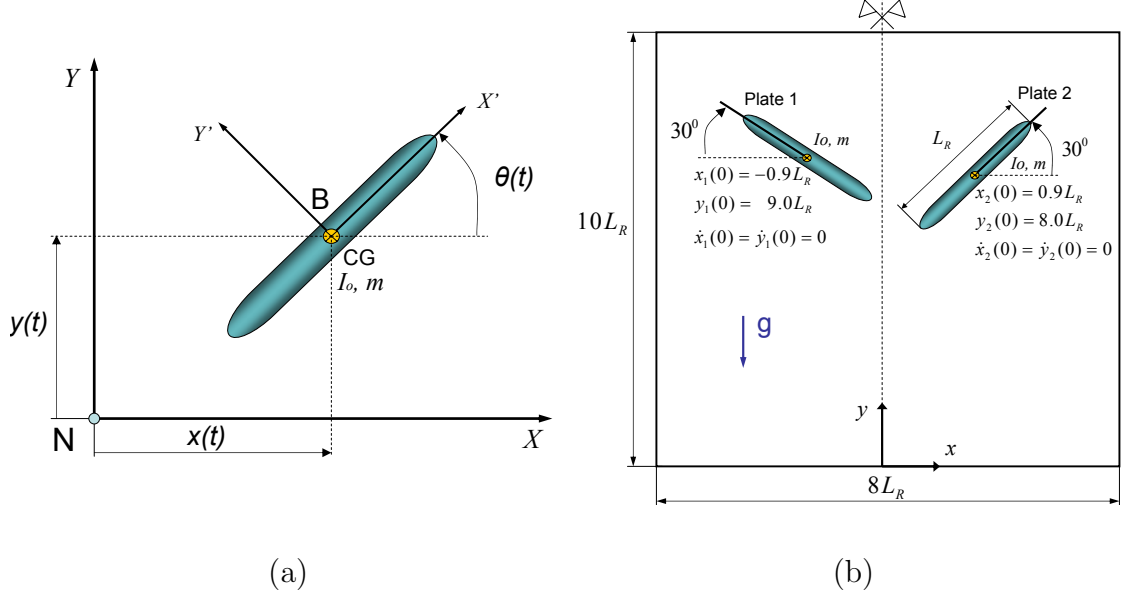 Y
X'
Y'
θ(t)
B
CG
Iₒ, m
y(t)
N
x(t)
X
(a)
Plate 1
30⁰
Iₒ, m
x₁(0) = −0.9L_R
y₁(0) = 9.0L_R
ẋ₁(0) = ẏ₁(0) = 0
Plate 2
L_R
30⁰
Iₒ, m
x₂(0) = 0.9L_R
y₂(0) = 8.0L_R
ẋ₂(0) = ẏ₂(0) = 0
10L_R
g
y
x
8L_R
(b)